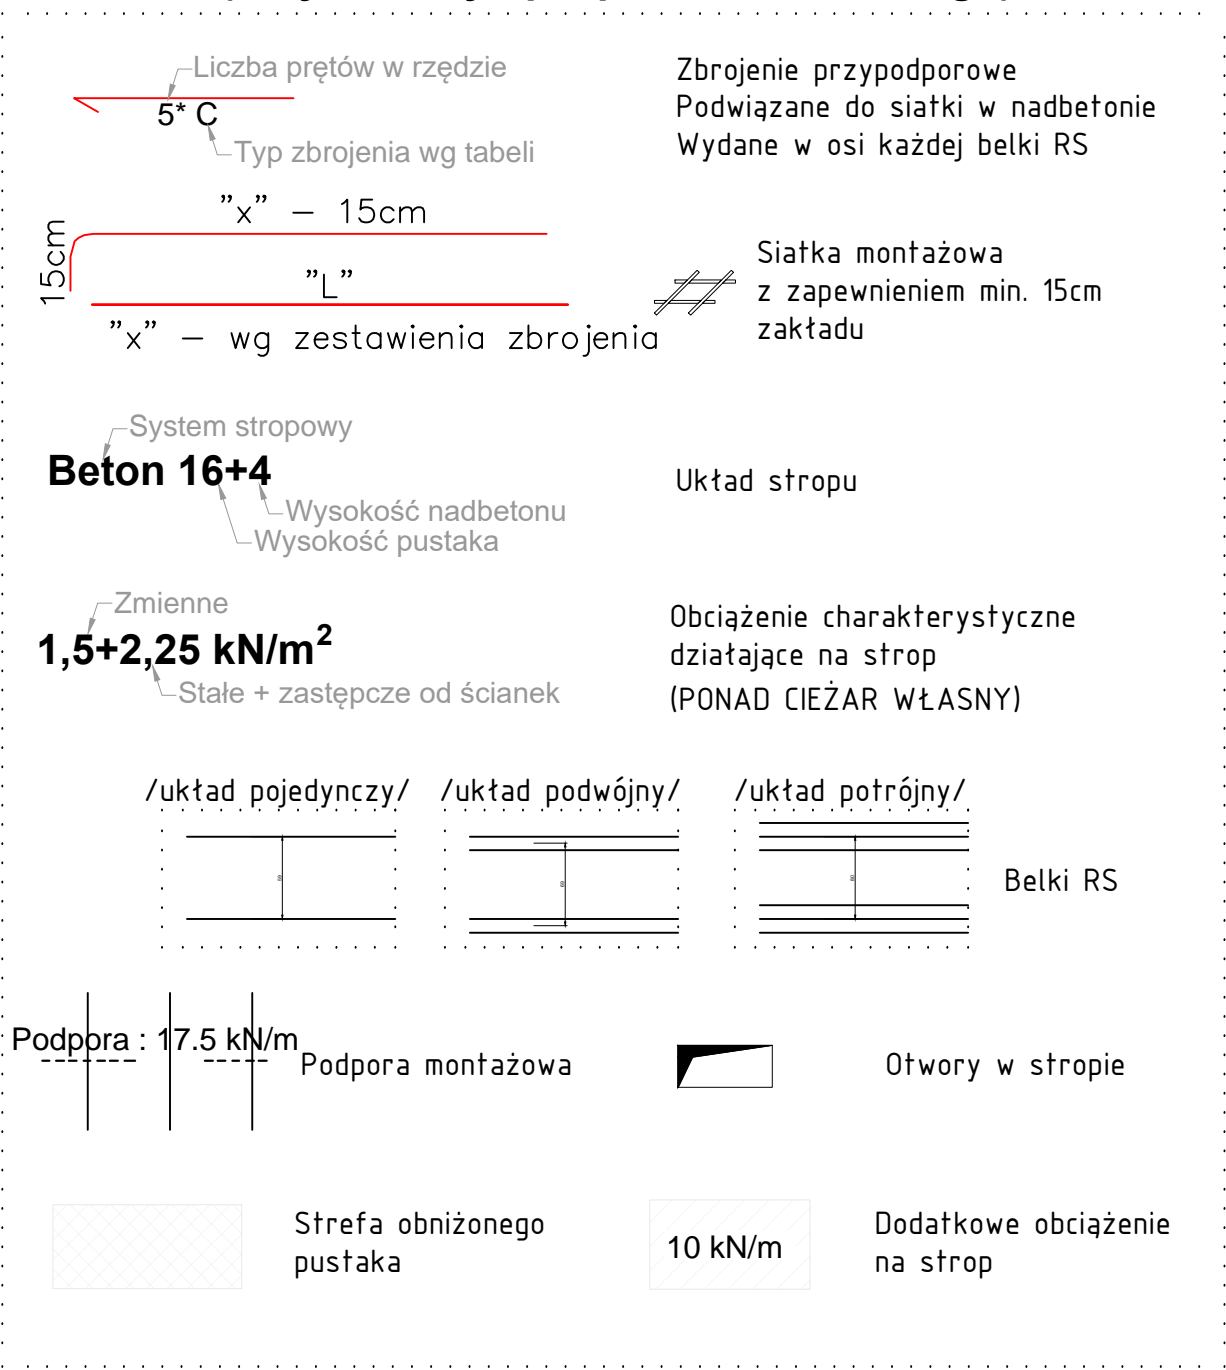 Liczba prętów w rzędzie
5* C
Typ zbrojenia wg tabeli
Zbrojenie przypodporowe
Podwiązane do siatki w nadbetonie
Wydane w osi każdej belki RS
"x" – 15cm
15cm
"L"
"x" – wg zestawienia zbrojenia
Siatka montażowa
z zapewnieniem min. 15cm
zakładu
System stropowy
Beton 16+4
Wysokość nadbetonu
Wysokość pustaka
Układ stropu
Zmienne
1,5+2,25 kN/m²
Stałe + zastępcze od ścianek
Obciążenie charakterystyczne
działające na strop
(PONAD CIEŻAR WŁASNY)
/układ pojedynczy/
/układ podwójny/
/układ potrójny/
Belki RS
Podpora : 17.5 kN/m
Podpora montażowa
Otwory w stropie
Strefa obniżonego
pustaka
10 kN/m
Dodatkowe obciążenie
na strop